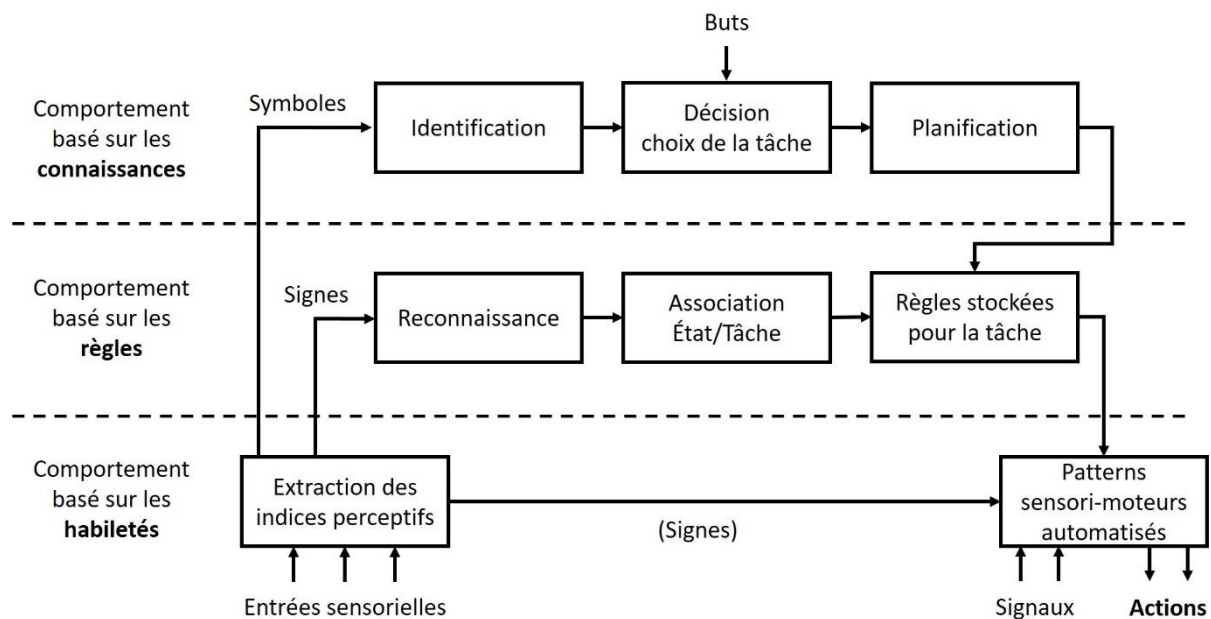 Buts
Comportement
basé sur les
connaissances
Symboles
Identification
Décision
choix de la tâche
Planification
Comportement
basé sur les
règles
Signes
Reconnaissance
Association
État/Tâche
Règles stockées
pour la tâche
Comportement
basé sur les
habiletés
Extraction des
indices perceptifs
(Signes)
Patterns
sensori-moteurs
automatisés
Entrées sensorielles
Signaux
Actions